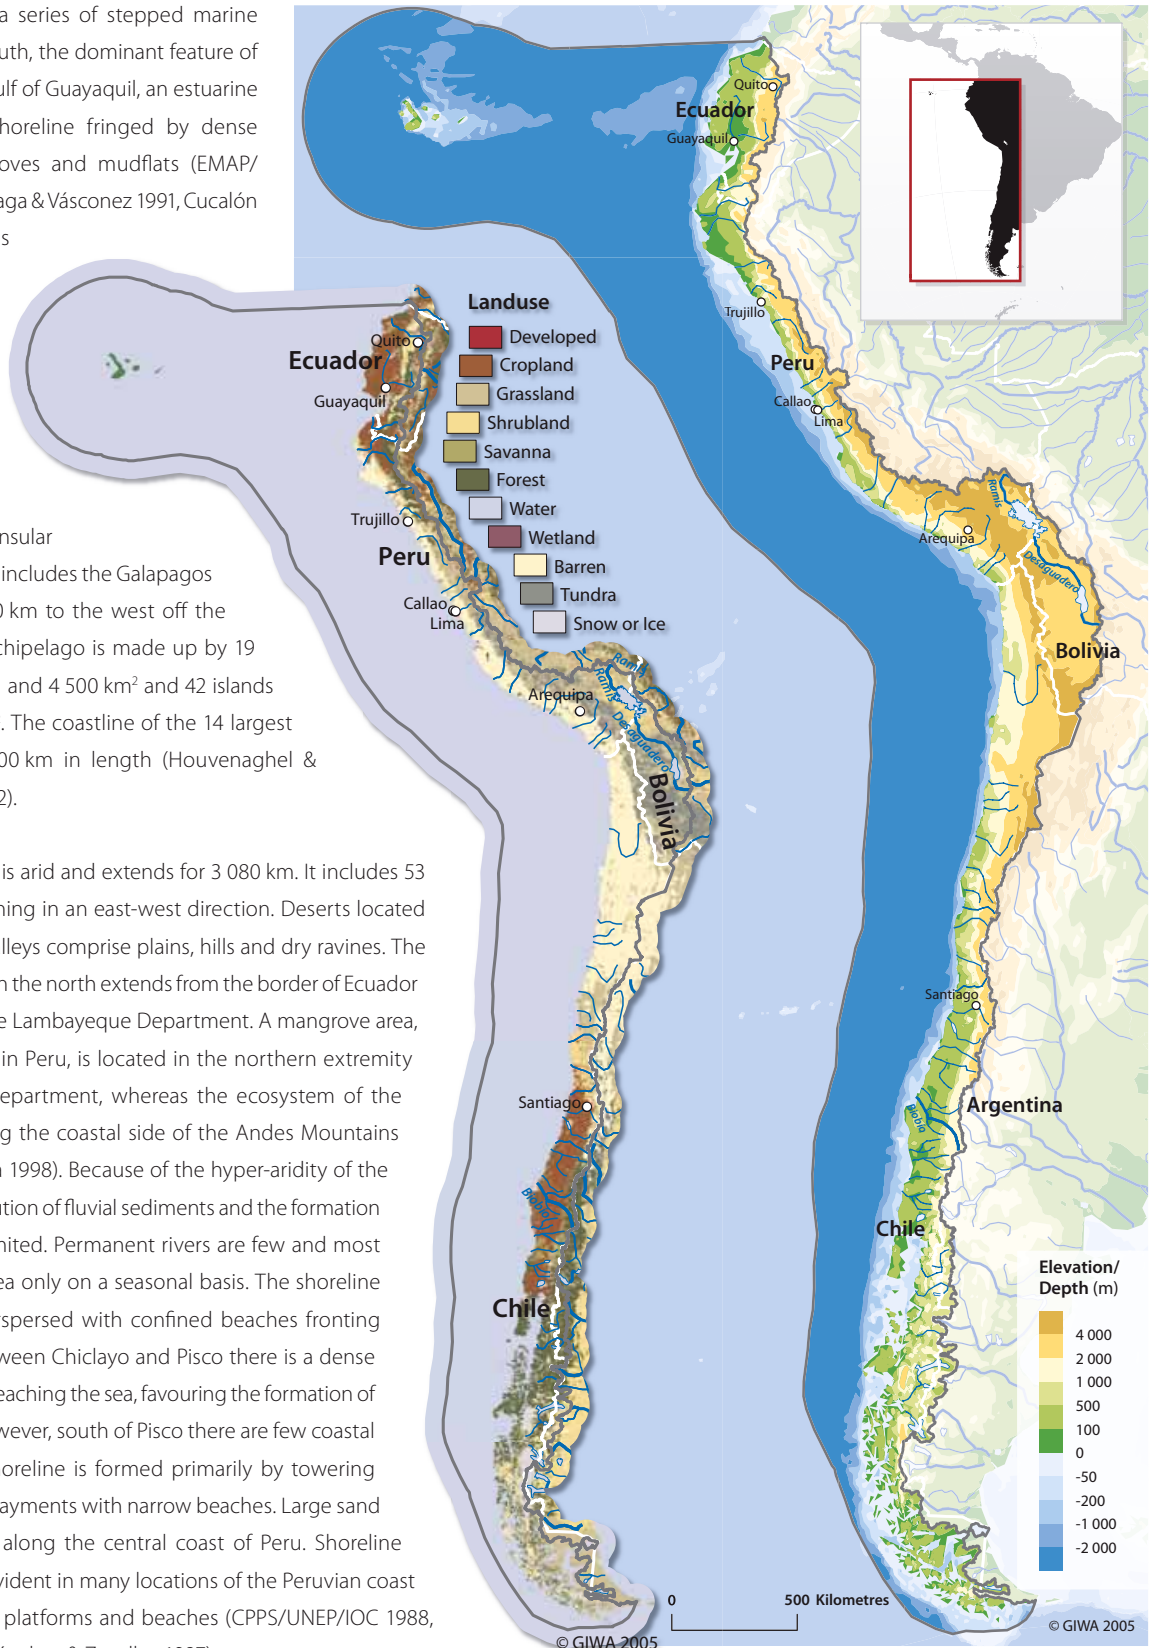 a series of stepped marine
uth, the dominant feature of
ulf of Guayaquil, an estuarine
horeline fringed by dense
oves and mudflats (EMAP/
aga & Vásconez 1991, Cucalón
s
nsular
includes the Galapagos
0 km to the west off the
chipelago is made up by 19
and 4 500 km² and 42 islands
. The coastline of the 14 largest
00 km in length (Houvenaghel &
2).
is arid and extends for 3 080 km. It includes 53
ning in an east-west direction. Deserts located
lleys comprise plains, hills and dry ravines. The
n the north extends from the border of Ecuador
e Lambayeque Department. A mangrove area,
in Peru, is located in the northern extremity
epartment, whereas the ecosystem of the
g the coastal side of the Andes Mountains
n 1998). Because of the hyper-aridity of the
ution of fluvial sediments and the formation
nited. Permanent rivers are few and most
ea only on a seasonal basis. The shoreline
rspersed with confined beaches fronting
ween Chiclayo and Pisco there is a dense
eaching the sea, favouring the formation of
wever, south of Pisco there are few coastal
horeline is formed primarily by towering
ayments with narrow beaches. Large sand
along the central coast of Peru. Shoreline
vident in many locations of the Peruvian coast
platforms and beaches (CPPS/UNEP/IOC 1988,
Landuse
Developed
Cropland
Grassland
Shrubland
Savanna
Forest
Water
Wetland
Barren
Tundra
Snow or Ice
Quito
Ecuador
Guayaquil
Trujillo
Peru
Callao
Lima
Ramis
Ramis
Arequipa
Desaguadero
Bolivia
Santiago
Biobio
Chile
© GIWA 2005
Quito
Ecuador
Guayaquil
Trujillo
Peru
Callao
Lima
Ramis
Arequipa
Desaguadero
Bolivia
Santiago
Biobio
Argentina
Chile
Elevation/
Depth (m)
4 000
2 000
1 000
500
100
0
-50
-200
-1 000
-2 000
0 500 Kilometres
© GIWA 2005